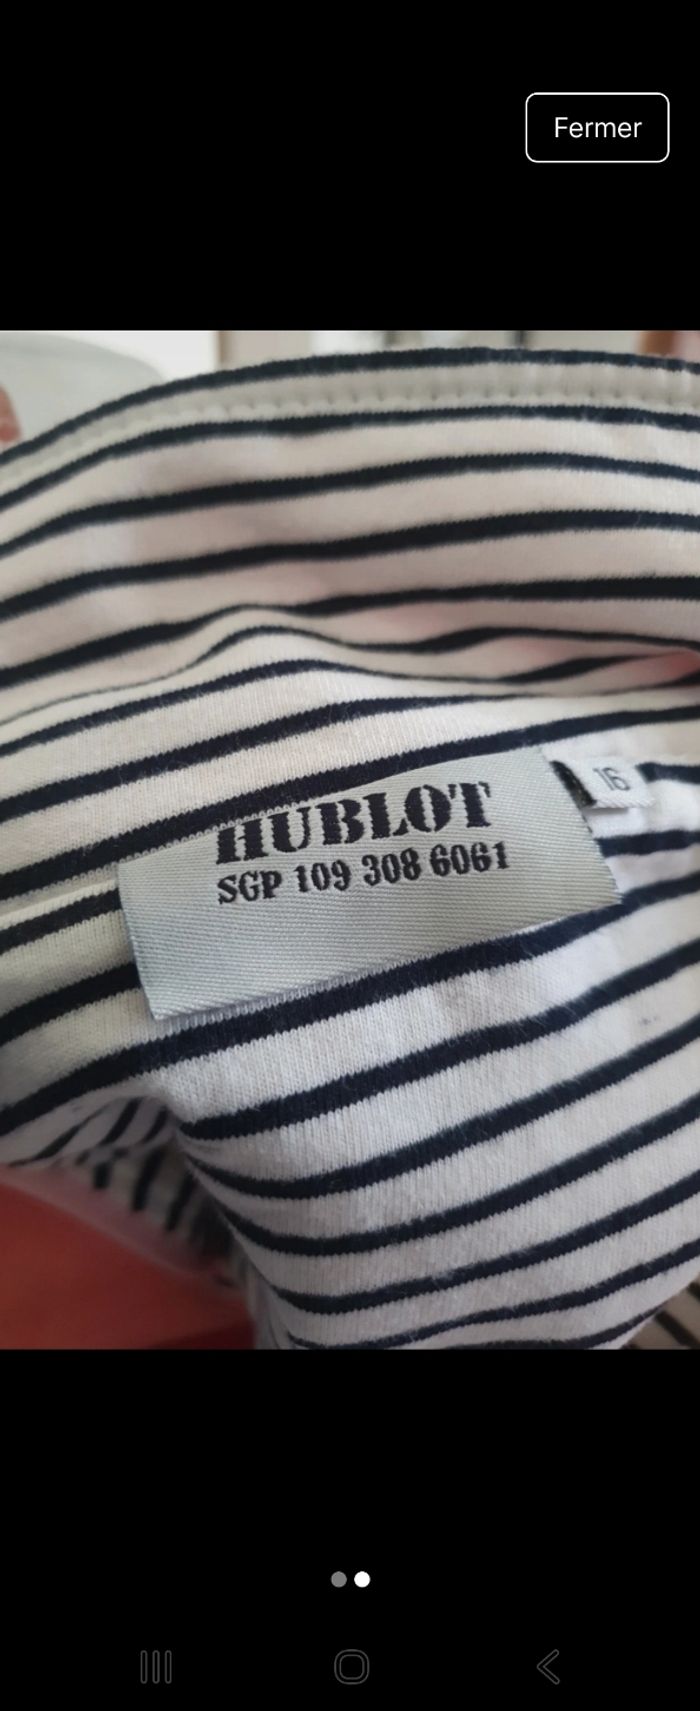 Fermer
HUBLOT
16
SGP 109 308 6061